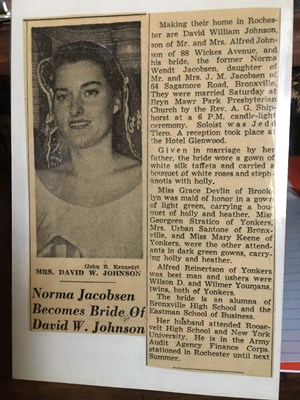 (John R. Kennedy)
MRS. DAVID W. JOHNSON
Norma Jacobsen
Becomes Bride Of
David W. Johnson
Making their home in Roches-
ter are David William Johnson,
son of Mr. and Mrs. Alfred John-
son of 88 Wickes Avenue, and
his bride, the former Norma
Wendt Jacobsen, daughter of
Mr. and Mrs. J. M. Jacobsen of
64 Sagamore Road, Bronxville.
They were married Saturday at
Bryn Mawr Park Presbyterian
Church by the Rev. A. G. Ship-
horst at a 6 P.M. candle-light
ceremony. Soloist was Jedit
Tiero. A reception took place at
the Hotel Glenwood.
Given in marriage by her
father, the bride wore a gown of
white silk taffeta and carried a
bouquet of white roses and steph-
anotis with holly.
Miss Grace Devlin of Brook-
lyn was maid of honor in a gown
of light green, carrying a bou-
quet of holly and heather. Miss
Georgeen Stratico of Yonkers,
Mrs. Urban Santone of Bronx-
ville, and Miss Mary Keene of
Yonkers, were the other attend-
ants in dark green gowns, carry-
ing holly and heather.
Alfred Reinertson of Yonkers
was best man and ushers were
Wilson D. and Wilmer Youmans,
twins, both of Yonkers.
The bride is an alumna of
Bronxville High School and the
Eastman School of Business.
Her husband attended Roose-
velt High School and New York
University. He is in the Army
Audit Agency Finance Corps.
stationed in Rochester until next
Summer.